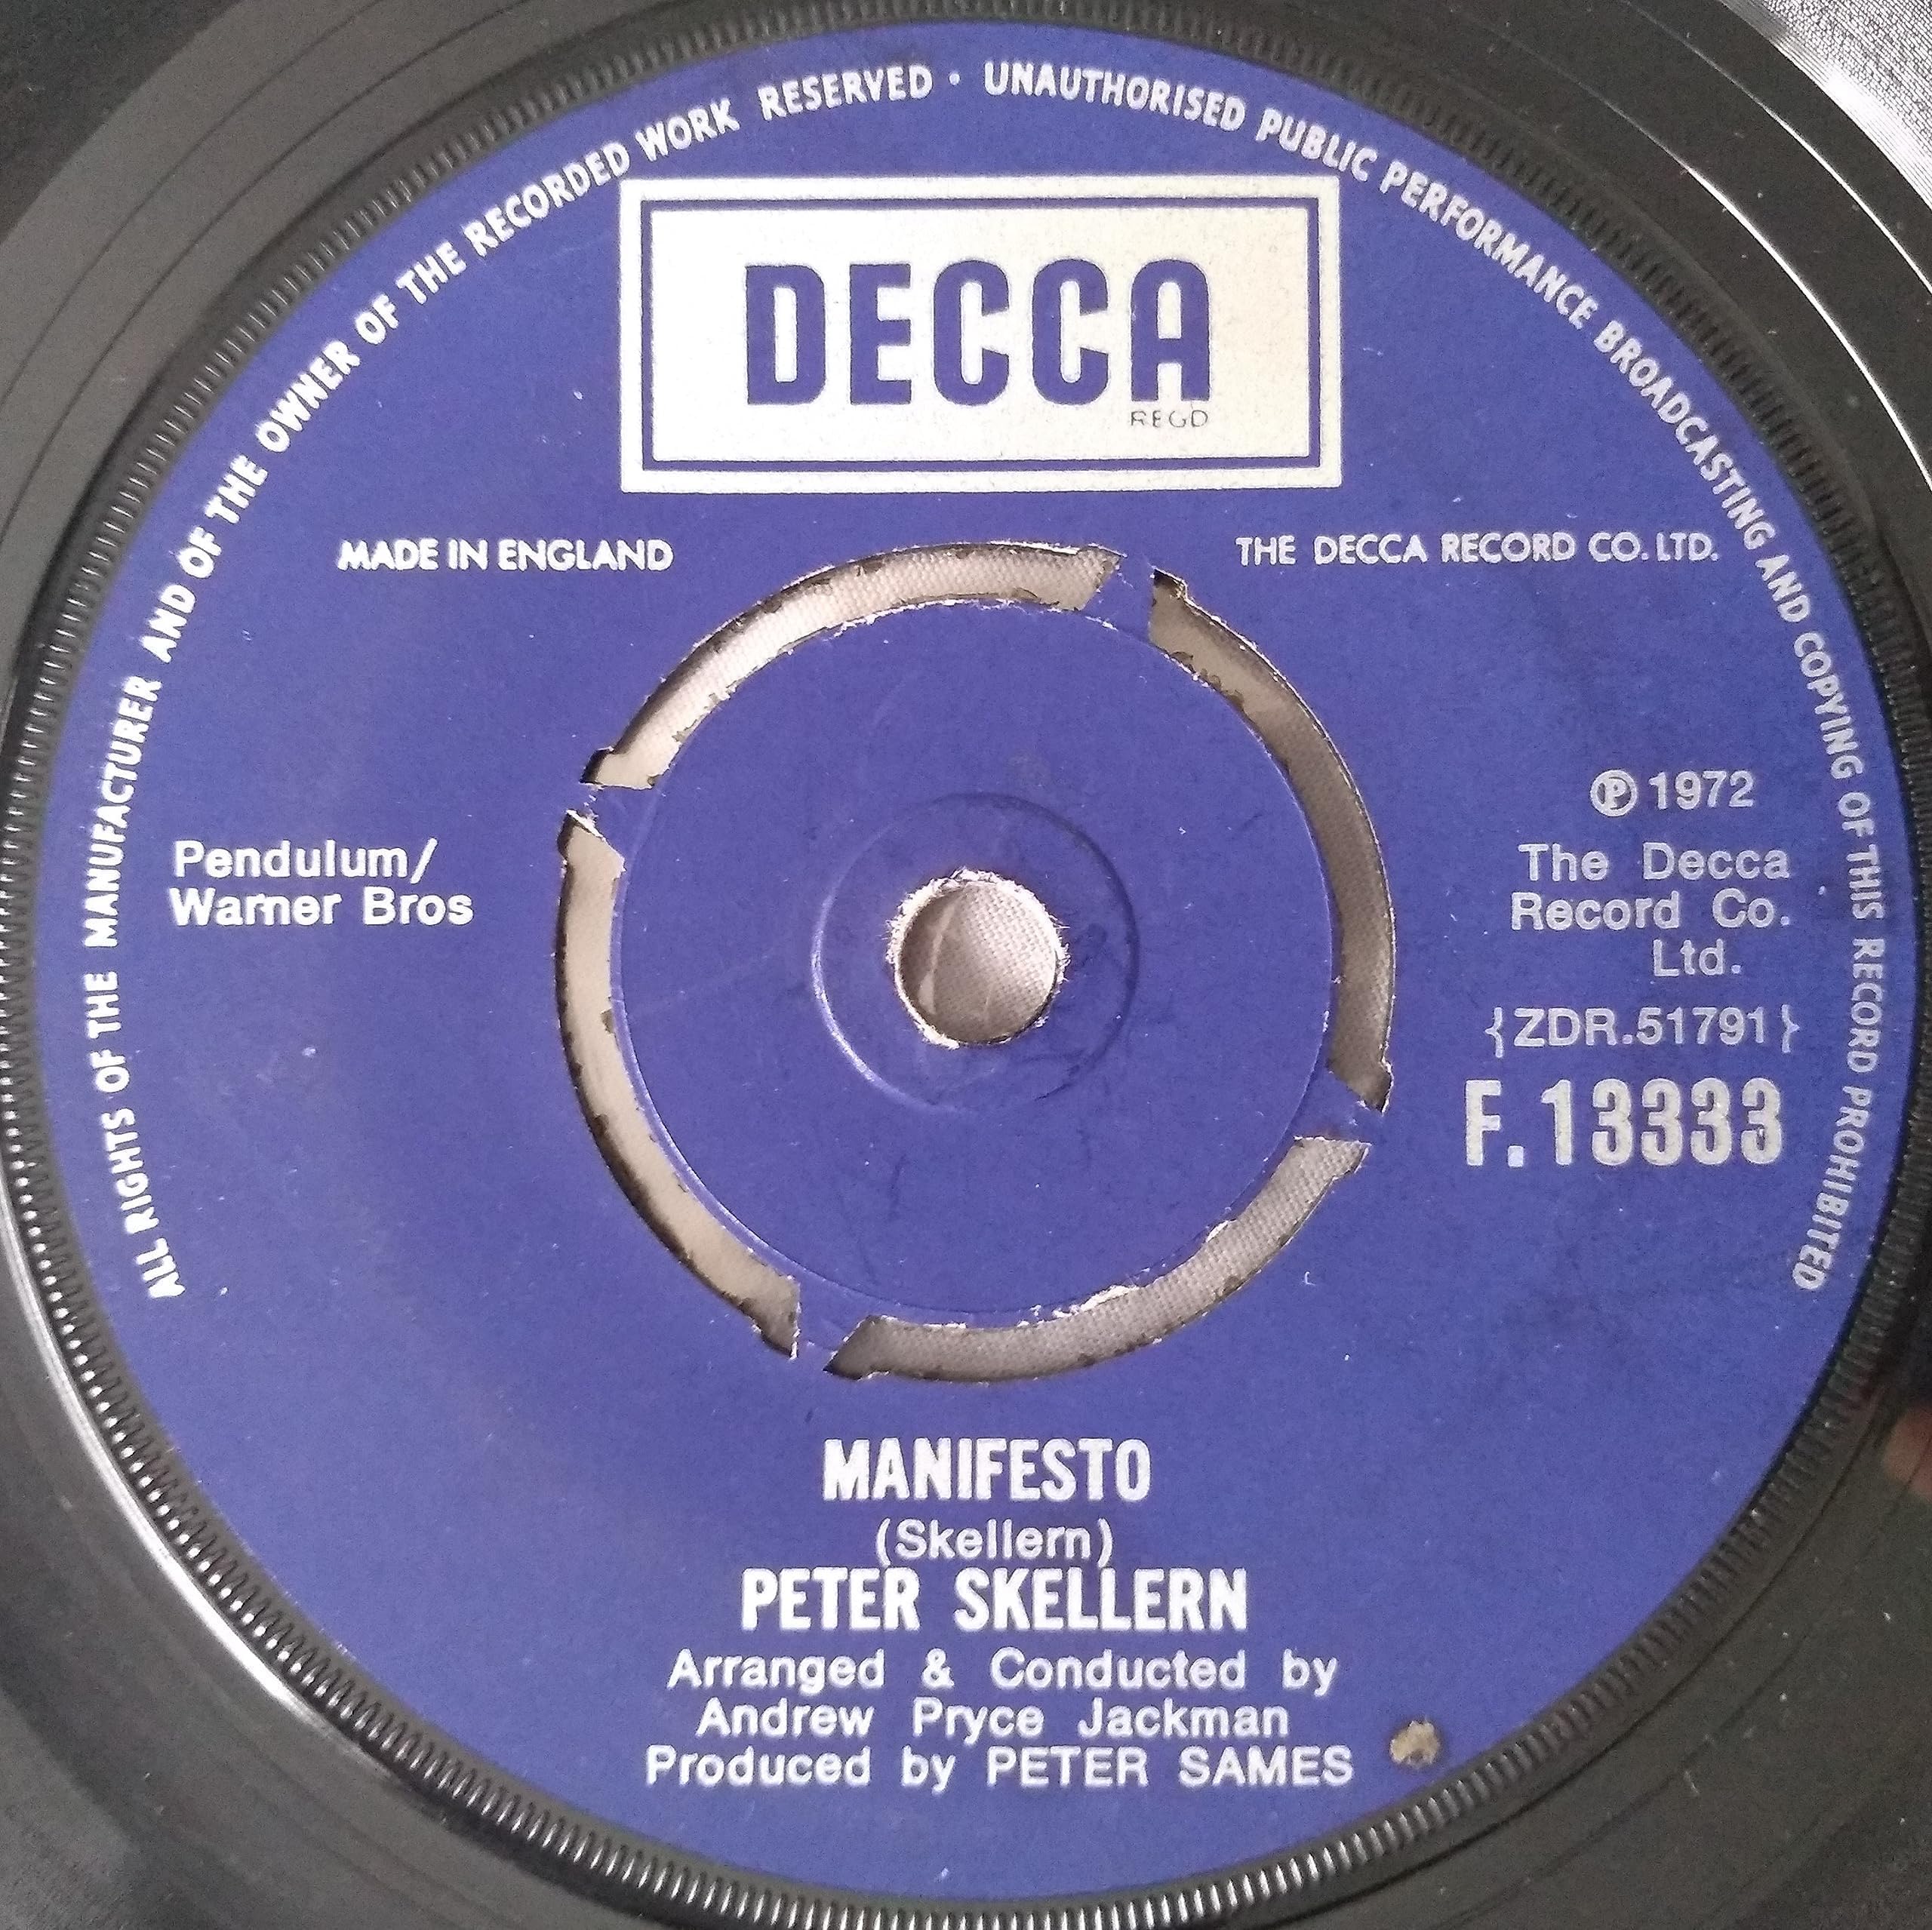 ALL RIGHTS OF THE MANUFACTURER AND OF THE OWNER OF THE RECORDED WORK RESERVED • UNAUTHORISED PUBLIC PERFORMANCE BROADCASTING AND COPYING OF THIS RECORD PROHIBITED
DECCA
REGD
MADE IN ENGLAND
THE DECCA RECORD CO. LTD.
Pendulum/
Warner Bros
℗ 1972
The Decca
Record Co.
Ltd.
{ZDR.51791}
F.13333
MANIFESTO
(Skellern)
PETER SKELLERN
Arranged & Conducted by
Andrew Pryce Jackman
Produced by PETER SAMES